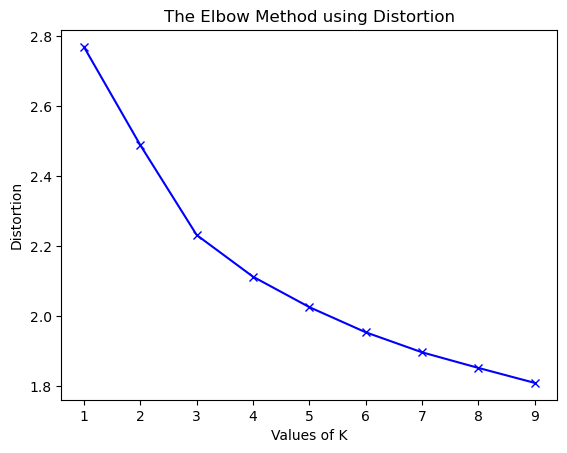 The Elbow Method using Distortion
2.8
2.6
2.4
2.2
2.0
1.8
Distortion
1 2 3 4 5 6 7 8 9
Values of K